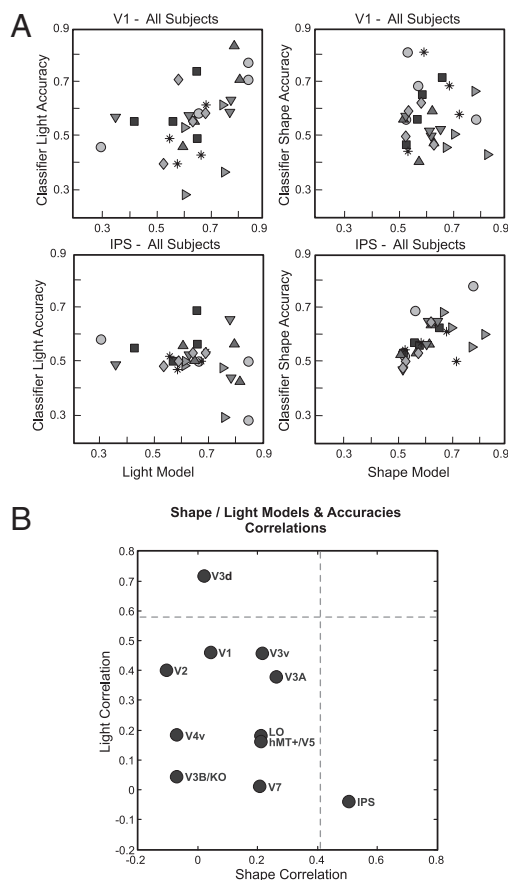 A
V1 - All Subjects
V1 - All Subjects
Classifier Light Accuracy
0.9
0.7
0.5
0.3
0.3
0.5
0.7
0.9
Classifier Shape Accuracy
0.9
0.7
0.5
0.3
0.3
0.5
0.7
0.9
IPS - All Subjects
IPS - All Subjects
Classifier Light Accuracy
0.9
0.7
0.5
0.3
0.1
0.3
0.5
0.7
0.9
Light Model
Classifier Shape Accuracy
0.9
0.7
0.5
0.3
0.3
0.5
0.7
0.9
Shape Model
B
Shape / Light Models & Accuracies
Correlations
Light Correlation
0.8
0.7
0.6
0.5
0.4
0.3
0.2
0.1
0
-0.1
-0.2
V3d
V1
V3v
V2
V3A
V4v
LO
hMT+/V5
V3B/KO
V7
IPS
-0.2
0
0.2
0.4
0.6
0.8
Shape Correlation